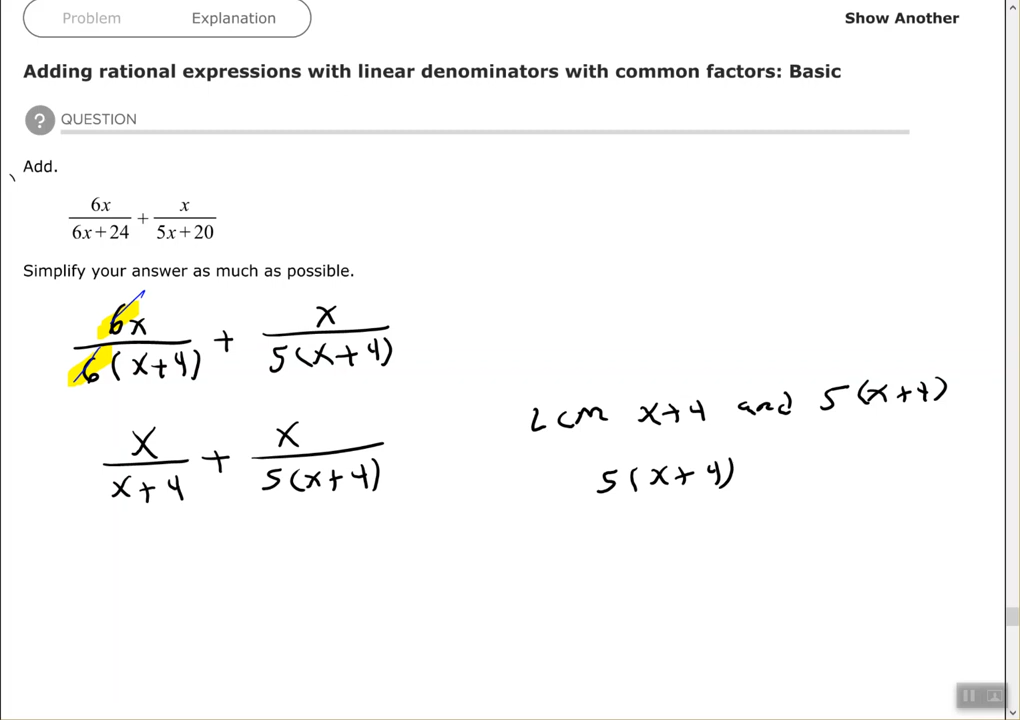 Problem Explanation Show Another
Adding rational expressions with linear denominators with common factors: Basic
? QUESTION
Add.
6x/(6x+24) + x/(5x+20)
Simplify your answer as much as possible.
6x/(6(x+4)) + x/(5(x+4))
LCM x+4 and 5(x+4)
x/(x+4) + x/(5(x+4))
5(x+4)